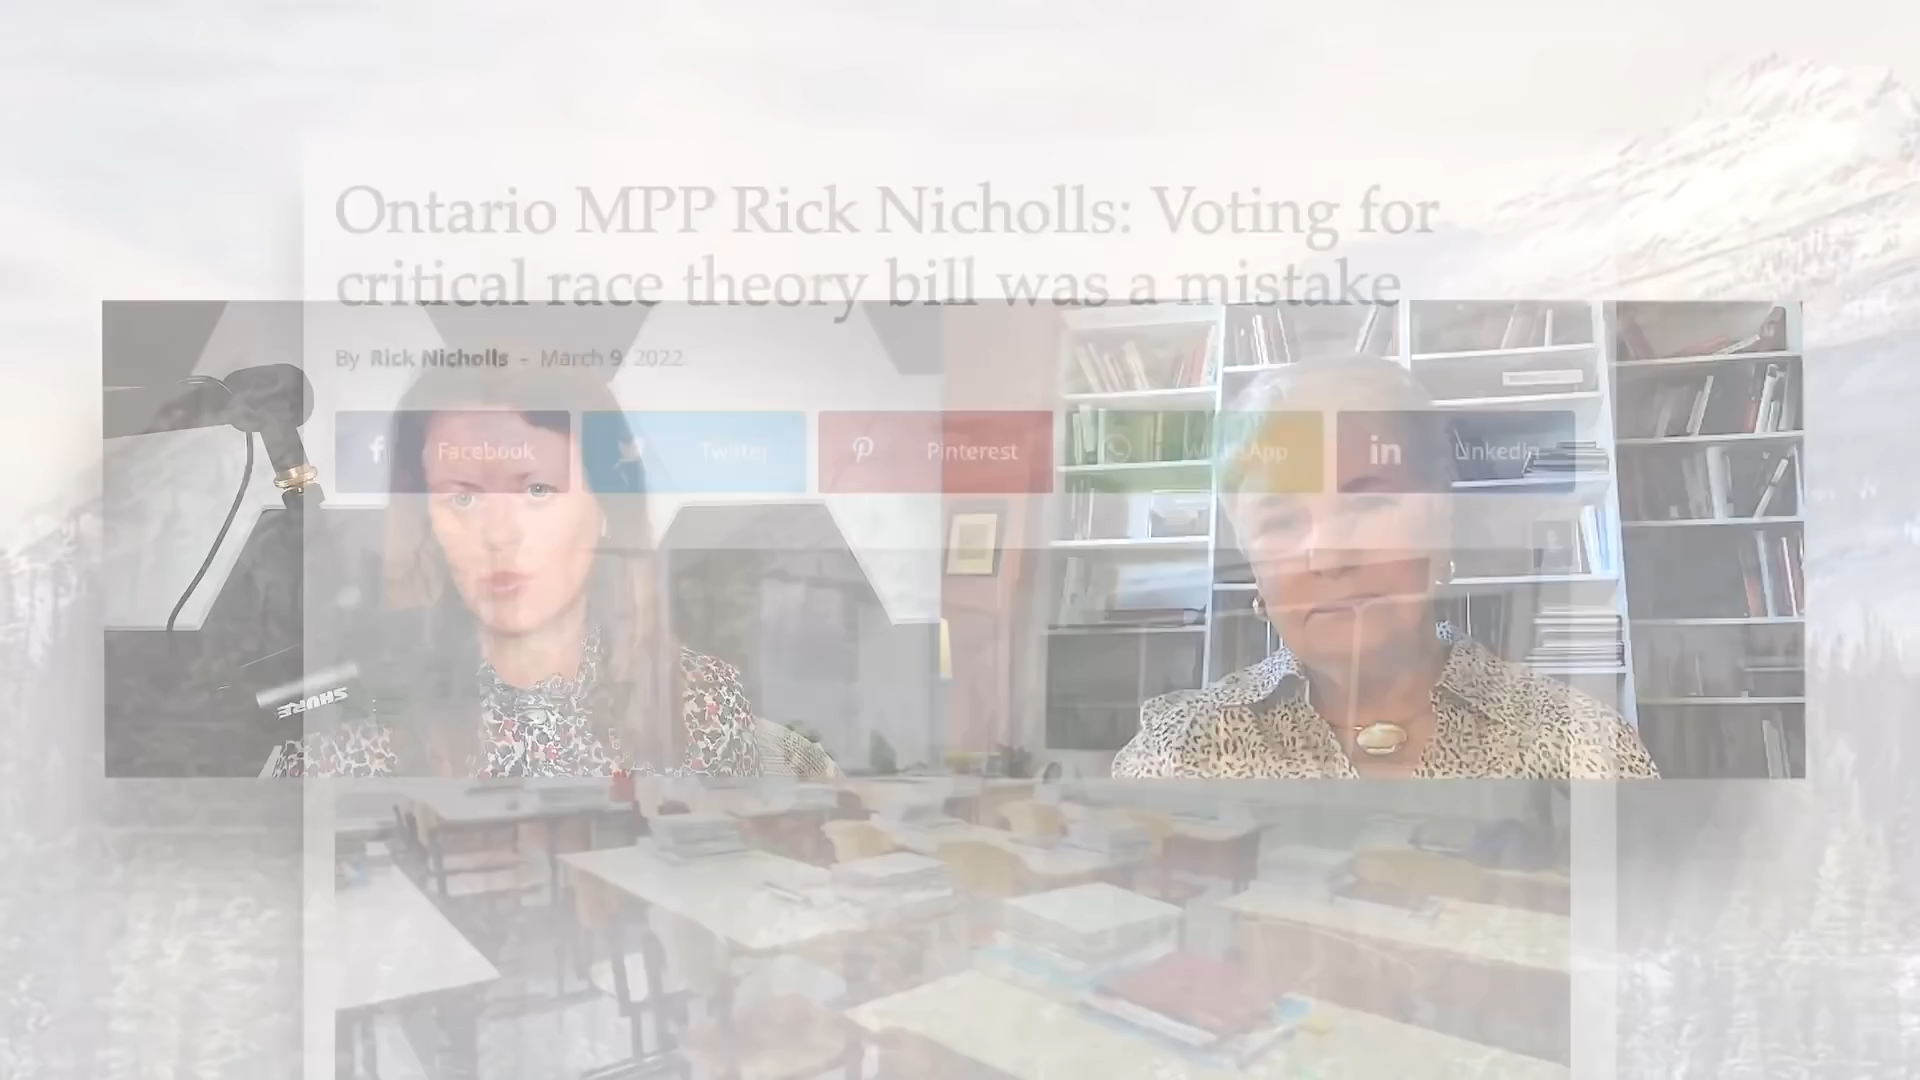 Ontario MPP Rick Nicholls: Voting for
critical race theory bill was a mistake
By Rick Nicholls - March 9, 2022
Facebook
Twitter
Pinterest
WhatsApp
LinkedIn
SHURE